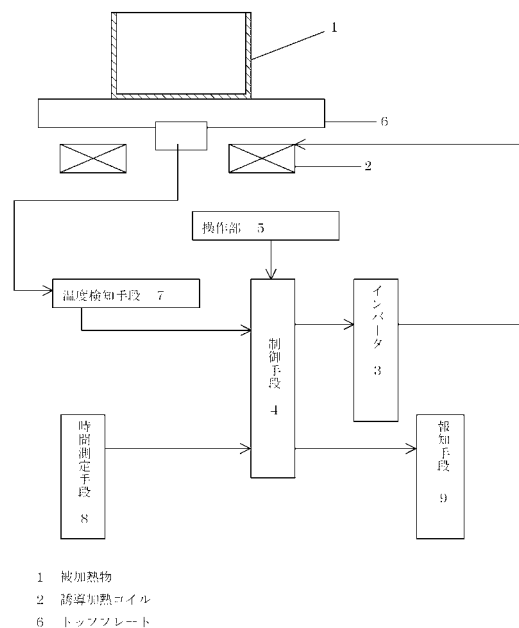 1
6
2
操作部 5
温度検知手段 7
インバータ 3
制御手段 4
時間測定手段 8
報知手段 9
1 被加熱物
2 誘導加熱コイル
6 トッププレート